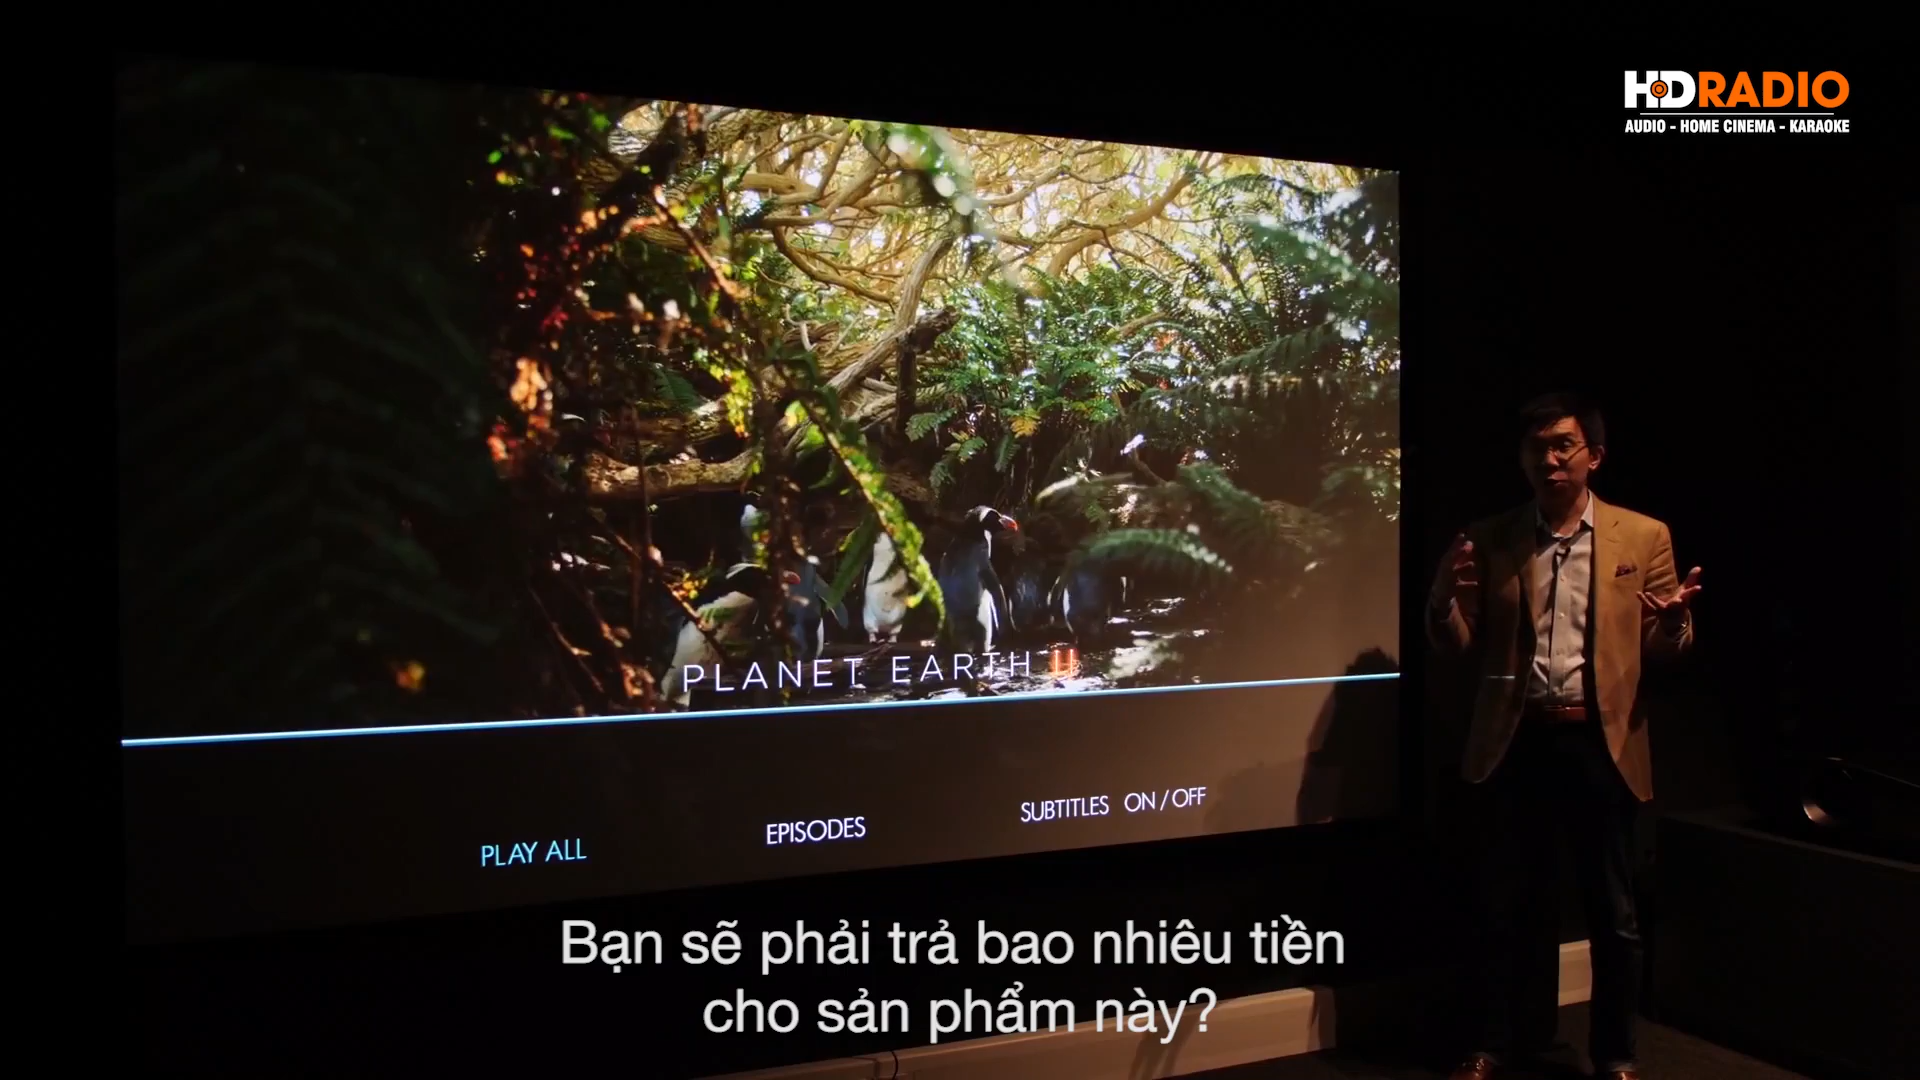 HDRADIO
AUDIO - HOME CINEMA - KARAOKE
PLANET EARTH II
PLAY ALL
EPISODES
SUBTITLES ON / OFF
Bạn sẽ phải trả bao nhiêu tiền
cho sản phẩm này?